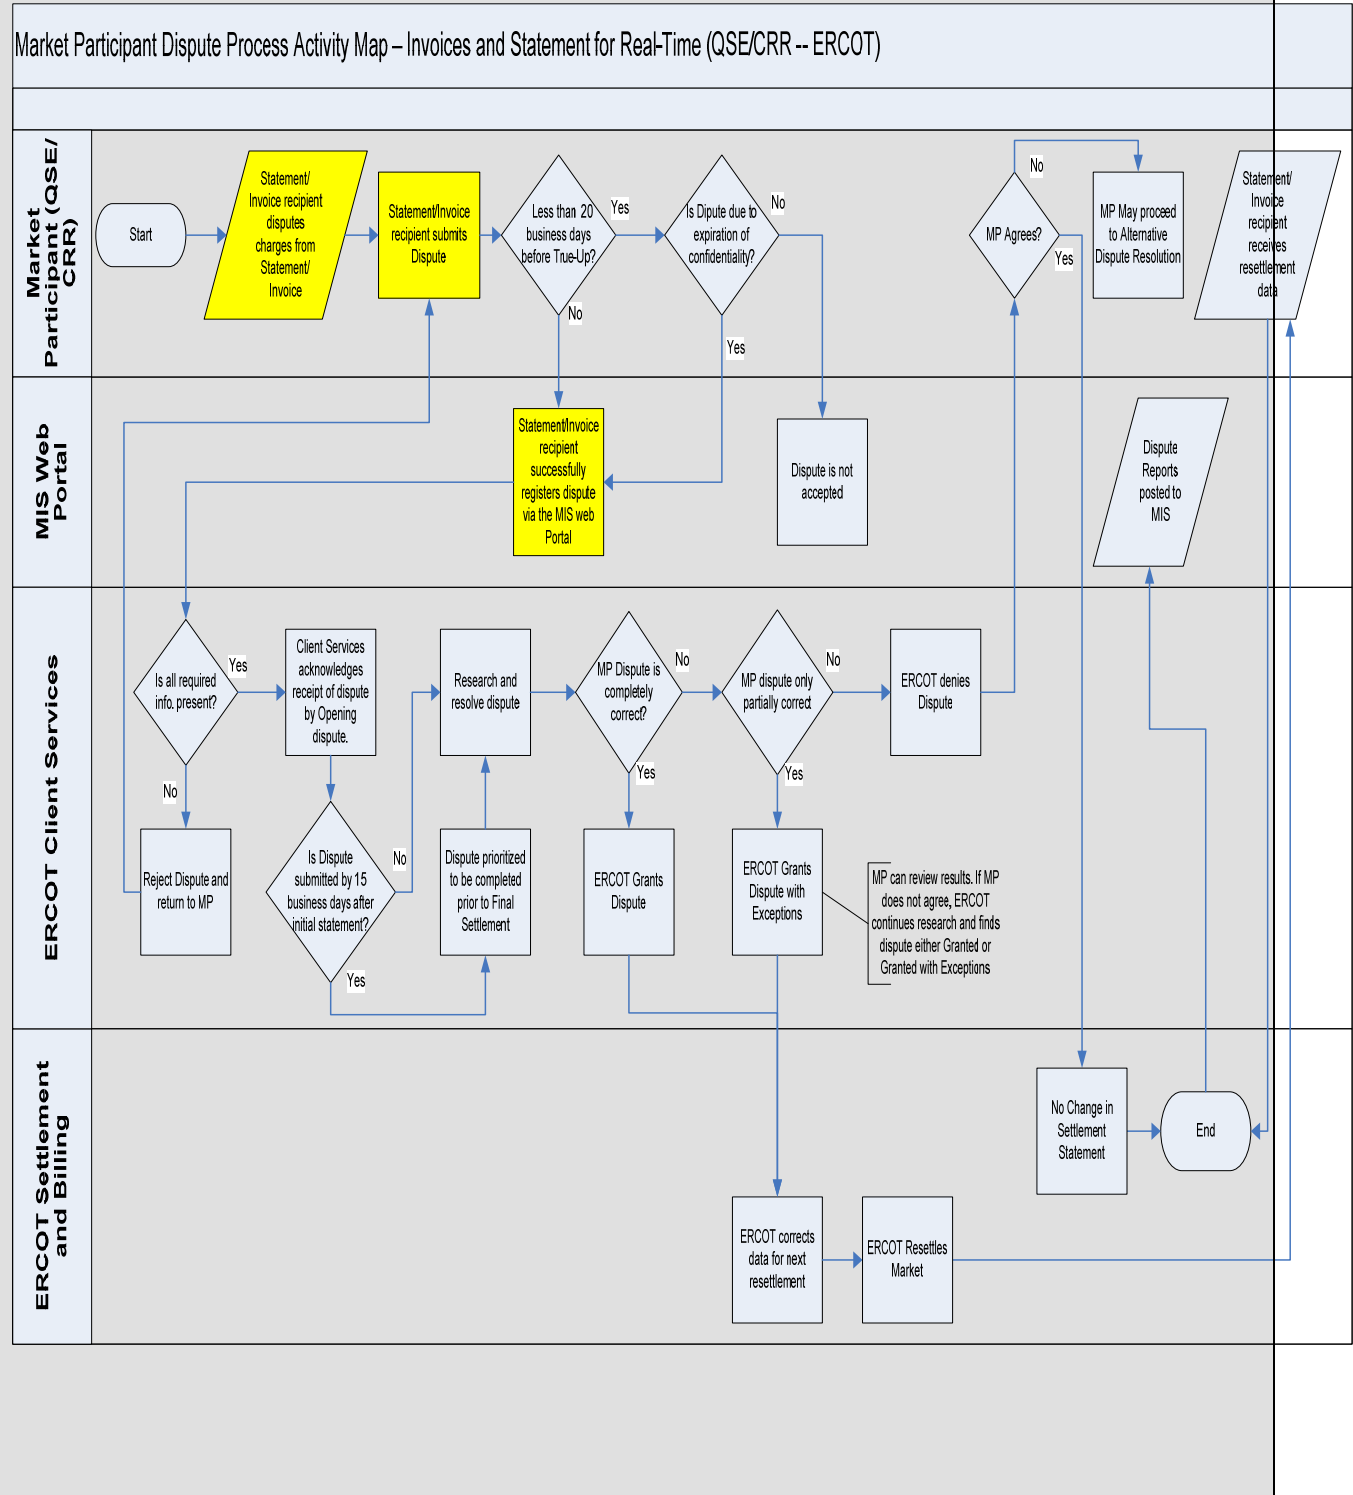 Market Participant Dispute Process Activity Map – Invoices and Statement for Real-Time (QSE/CRR -- ERCOT)
Market
Participant (QSE/
CRR)
Start
Statement/
Invoice recipient
disputes
charges from
Statement/
Invoice
Statement/Invoice
recipient submits
Dispute
Less than 20
business days
before True-Up?
Yes
No
Is Dipute due to
expiration of
confidentiality?
No
Yes
MP Agrees?
No
Yes
MP May proceed
to Alternative
Dispute Resolution
Statement/
Invoice
recipient
receives
resettlement
data
MIS Web
Portal
Statement/Invoice
recipient
successfully
registers dispute
via the MIS web
Portal
Dispute is not
accepted
Dispute
Reports
posted to
MIS
ERCOT Client Services
Is all required
info. present?
Yes
No
Client Services
acknowledges
receipt of dispute
by Opening
dispute.
Research and
resolve dispute
MP Dispute is
completely
correct?
No
Yes
MP dispute only
partially correct
No
Yes
ERCOT denies
Dispute
Reject Dispute and
return to MP
Is Dispute
submitted by 15
business days after
initial statement?
No
Yes
Dispute prioritized
to be completed
prior to Final
Settlement
ERCOT Grants
Dispute
ERCOT Grants
Dispute with
Exceptions
MP can review results. If MP
does not agree, ERCOT
continues research and finds
dispute either Granted or
Granted with Exceptions
ERCOT Settlement
and Billing
No Change in
Settlement
Statement
End
ERCOT corrects
data for next
resettlement
ERCOT Resettles
Market